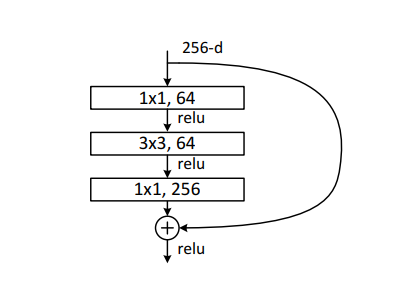 256-d
1x1, 64
relu
3x3, 64
relu
1x1, 256
+
relu